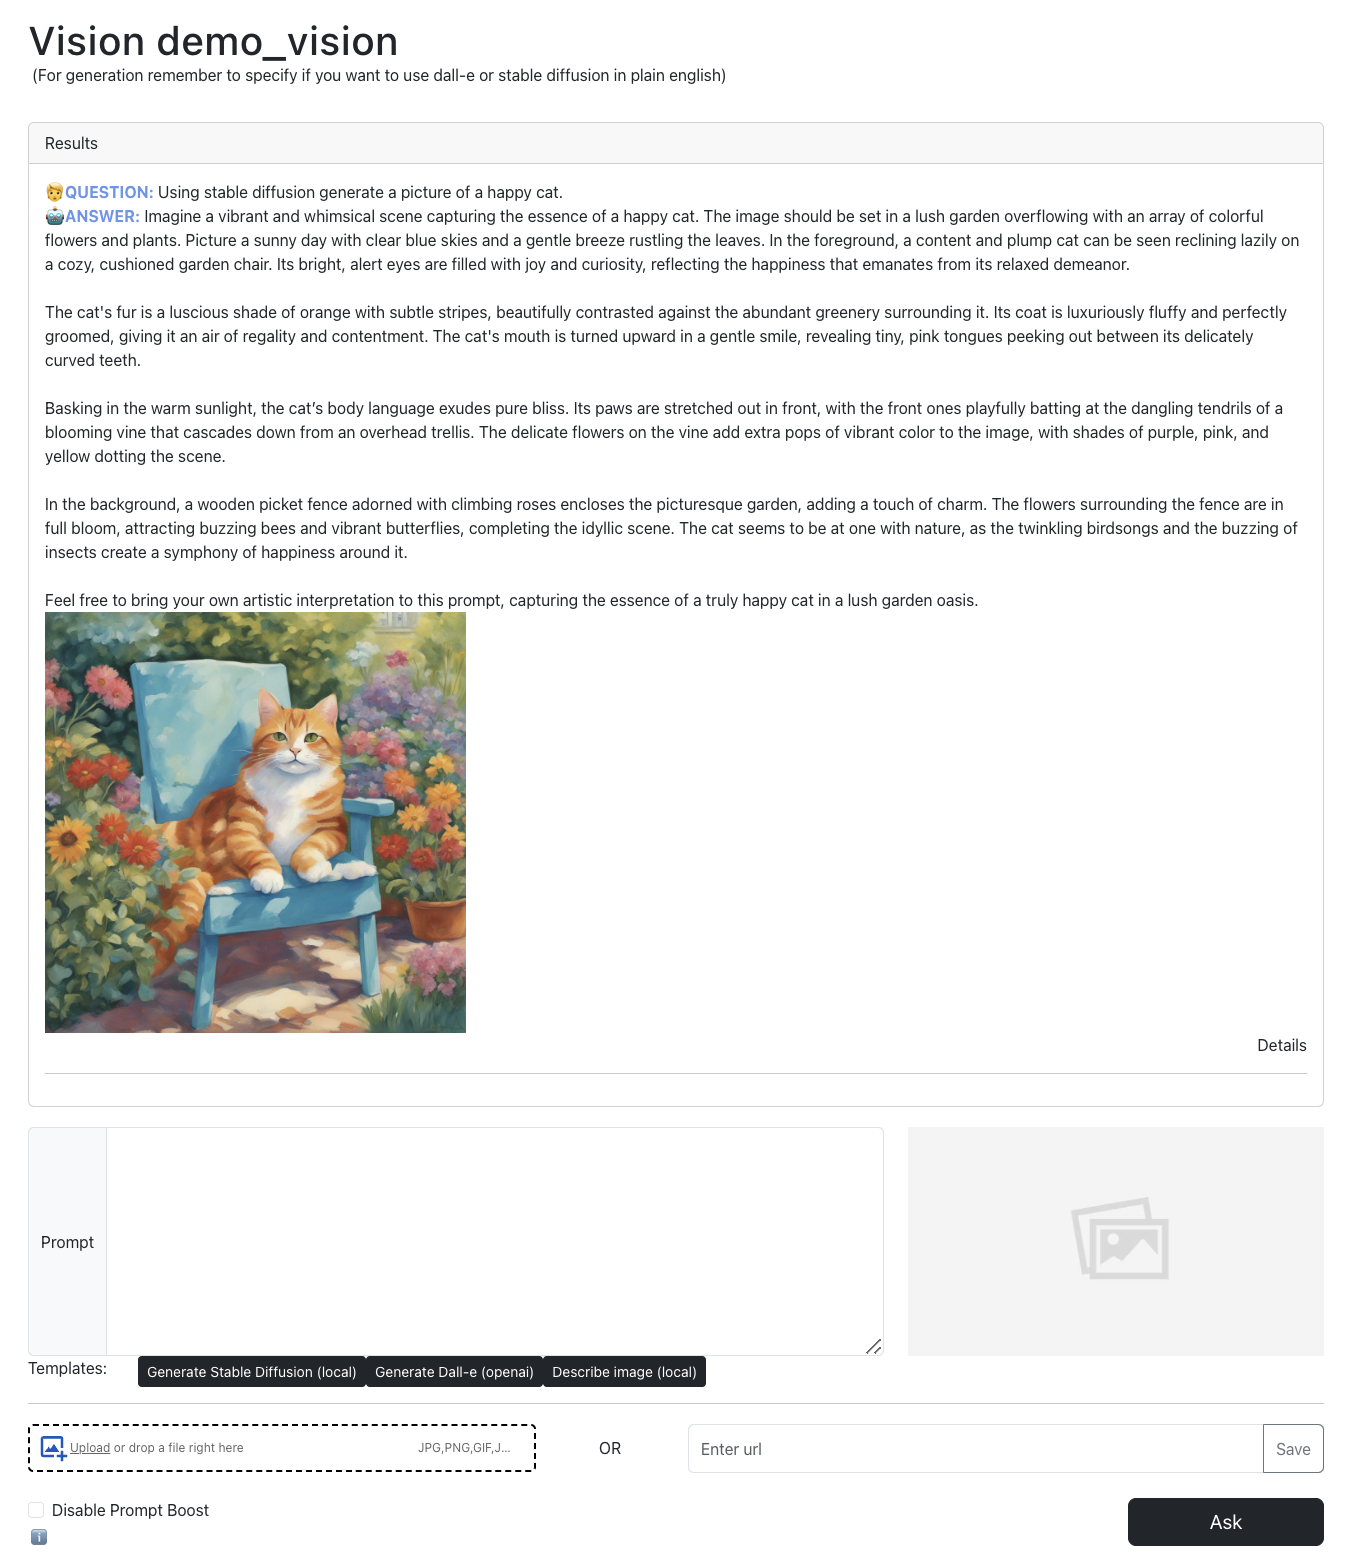 Vision demo_vision
(For generation remember to specify if you want to use dall-e or stable diffusion in plain english)
Results
QUESTION: Using stable diffusion generate a picture of a happy cat.
ANSWER: Imagine a vibrant and whimsical scene capturing the essence of a happy cat. The image should be set in a lush garden overflowing with an array of colorful
flowers and plants. Picture a sunny day with clear blue skies and a gentle breeze rustling the leaves. In the foreground, a content and plump cat can be seen reclining lazily on
a cozy, cushioned garden chair. Its bright, alert eyes are filled with joy and curiosity, reflecting the happiness that emanates from its relaxed demeanor.
The cat's fur is a luscious shade of orange with subtle stripes, beautifully contrasted against the abundant greenery surrounding it. Its coat is luxuriously fluffy and perfectly
groomed, giving it an air of regality and contentment. The cat's mouth is turned upward in a gentle smile, revealing tiny, pink tongues peeking out between its delicately
curved teeth.
Basking in the warm sunlight, the cat’s body language exudes pure bliss. Its paws are stretched out in front, with the front ones playfully batting at the dangling tendrils of a
blooming vine that cascades down from an overhead trellis. The delicate flowers on the vine add extra pops of vibrant color to the image, with shades of purple, pink, and
yellow dotting the scene.
In the background, a wooden picket fence adorned with climbing roses encloses the picturesque garden, adding a touch of charm. The flowers surrounding the fence are in
full bloom, attracting buzzing bees and vibrant butterflies, completing the idyllic scene. The cat seems to be at one with nature, as the twinkling birdsongs and the buzzing of
insects create a symphony of happiness around it.
Feel free to bring your own artistic interpretation to this prompt, capturing the essence of a truly happy cat in a lush garden oasis.
Details
Prompt
Templates: Generate Stable Diffusion (local) Generate Dall-e (openai) Describe image (local)
Upload or drop a file right here JPG,PNG,GIF,J... OR Enter url Save
Disable Prompt Boost
Ask